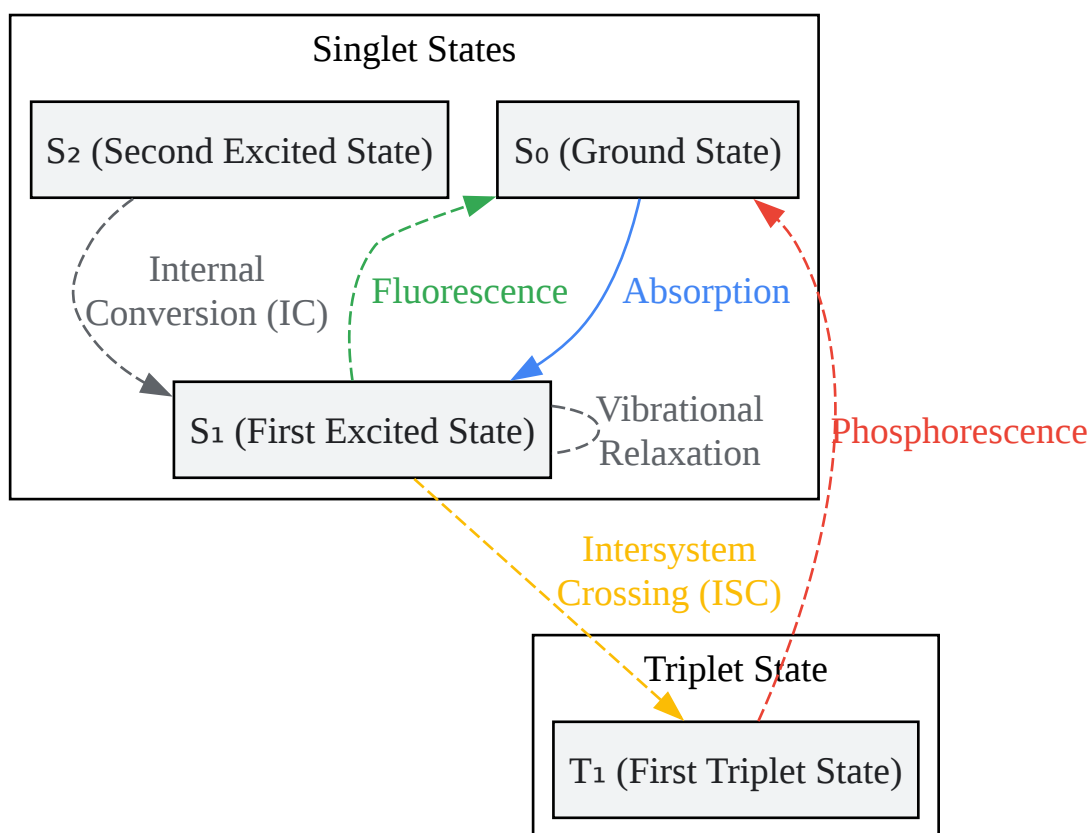 Singlet States
S₂ (Second Excited State)
S₀ (Ground State)
Internal
Conversion (IC)
Fluorescence
Absorption
S₁ (First Excited State)
Vibrational
Relaxation
Phosphorescence
Intersystem
Crossing (ISC)
Triplet State
T₁ (First Triplet State)